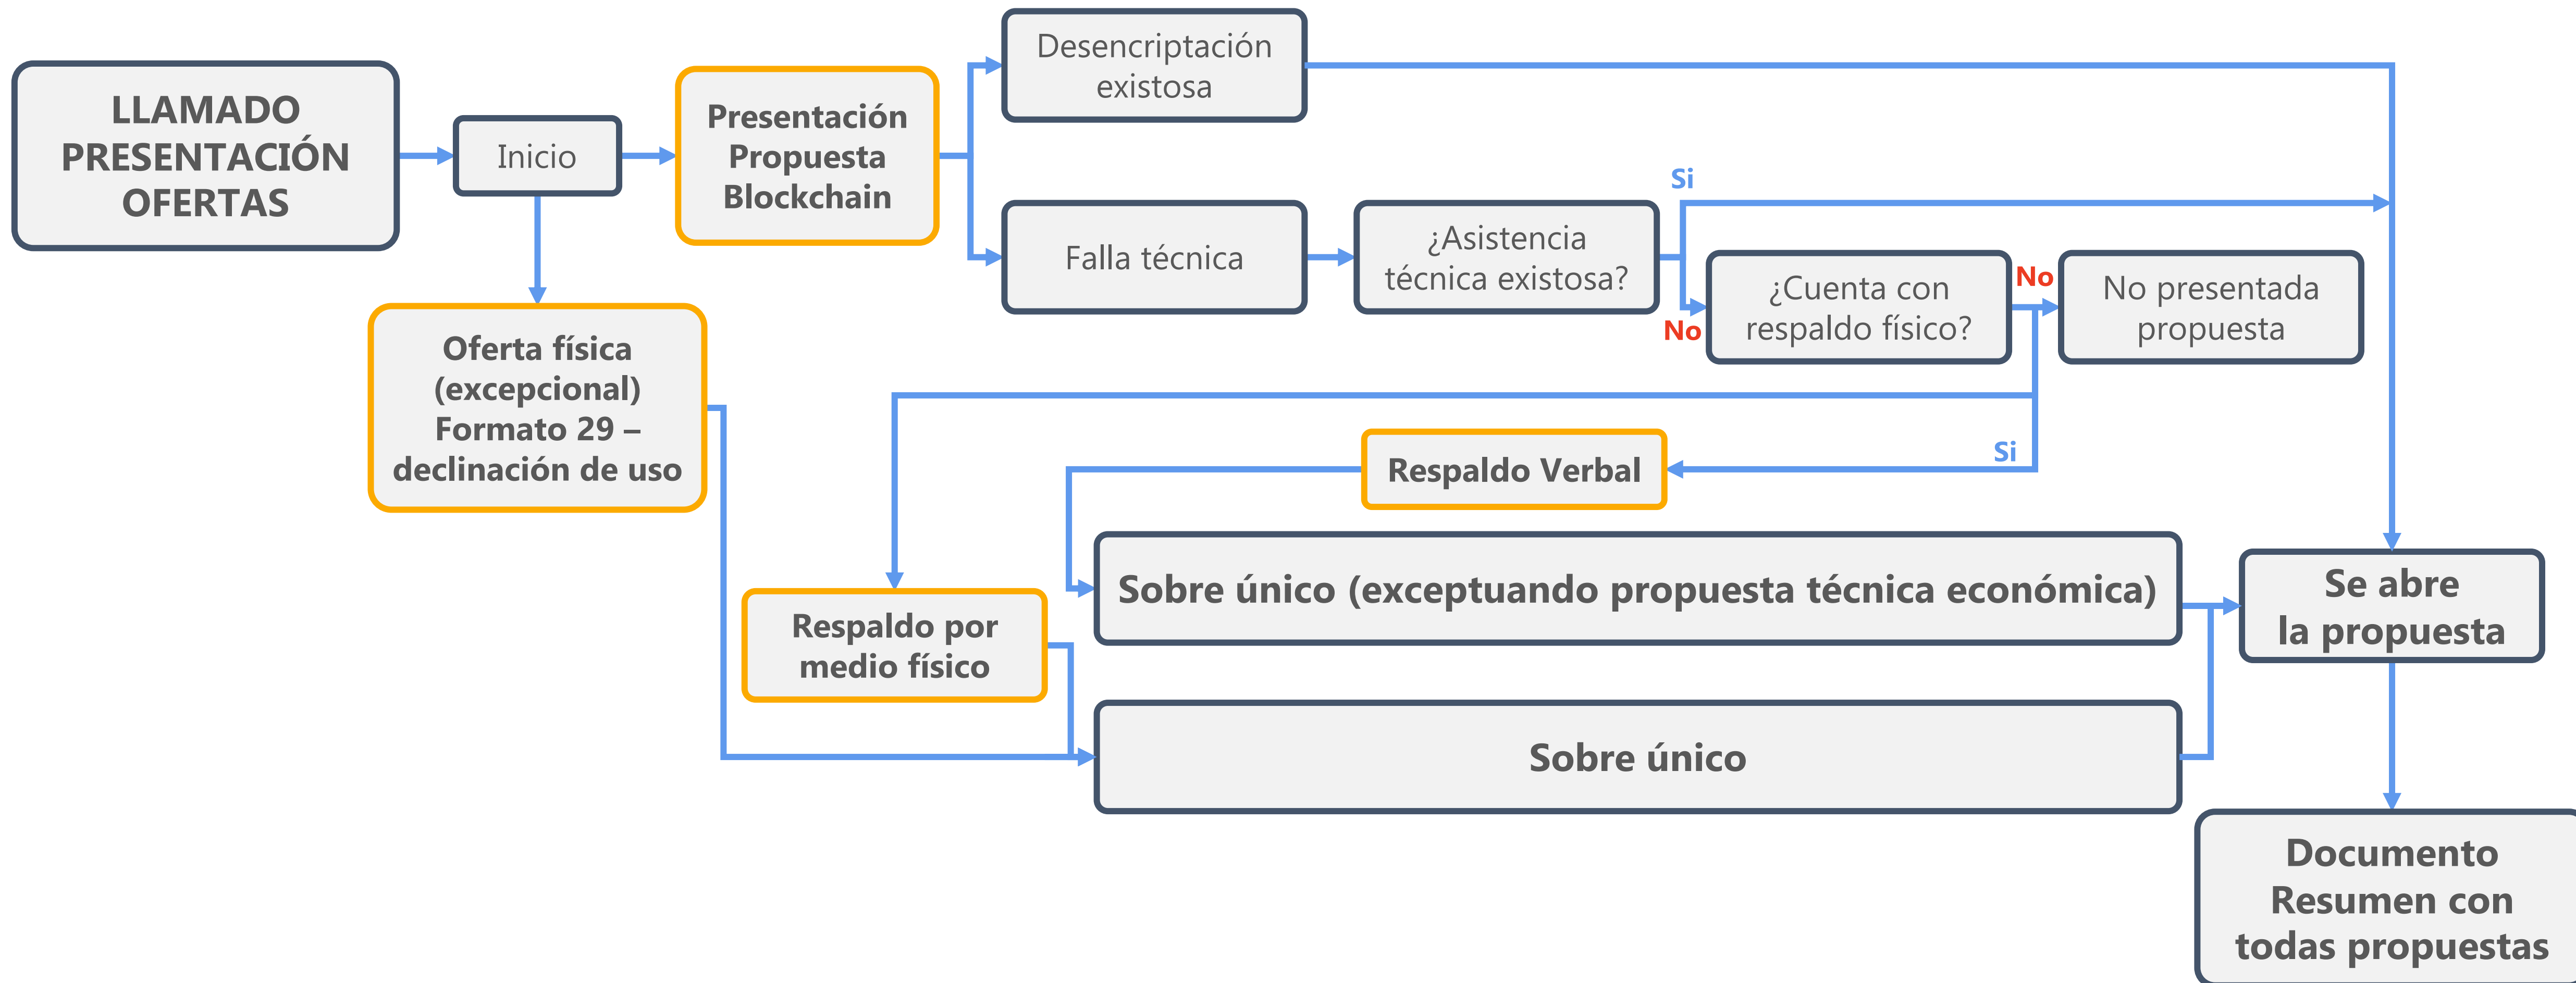 LLAMADO
PRESENTACIÓN
OFERTAS
Inicio
Presentación
Propuesta
Blockchain
Desencriptación
existosa
Falla técnica
¿Asistencia
técnica existosa?
Si
No
¿Cuenta con
respaldo físico?
No
No presentada
propuesta
Oferta física
(excepcional)
Formato 29 –
declinación de uso
Respaldo Verbal
Si
Sobre único (exceptuando propuesta técnica económica)
Se abre
la propuesta
Respaldo por
medio físico
Sobre único
Documento
Resumen con
todas propuestas